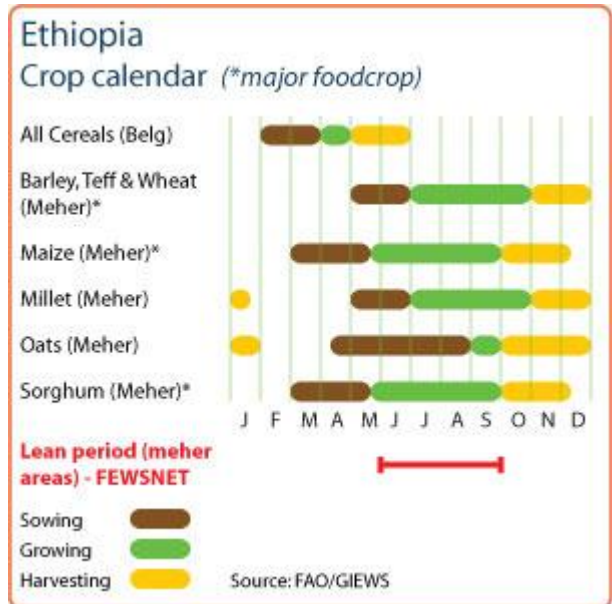 Ethiopia
Crop calendar (*major foodcrop)
All Cereals (Belg)
Barley, Teff & Wheat
(Meher)*
Maize (Meher)*
Millet (Meher)
Oats (Meher)
Sorghum (Meher)*
J F M A M J J A S O N D
Lean period (meher
areas) - FEWSNET
Sowing
Growing
Harvesting
Source: FAO/GIEWS